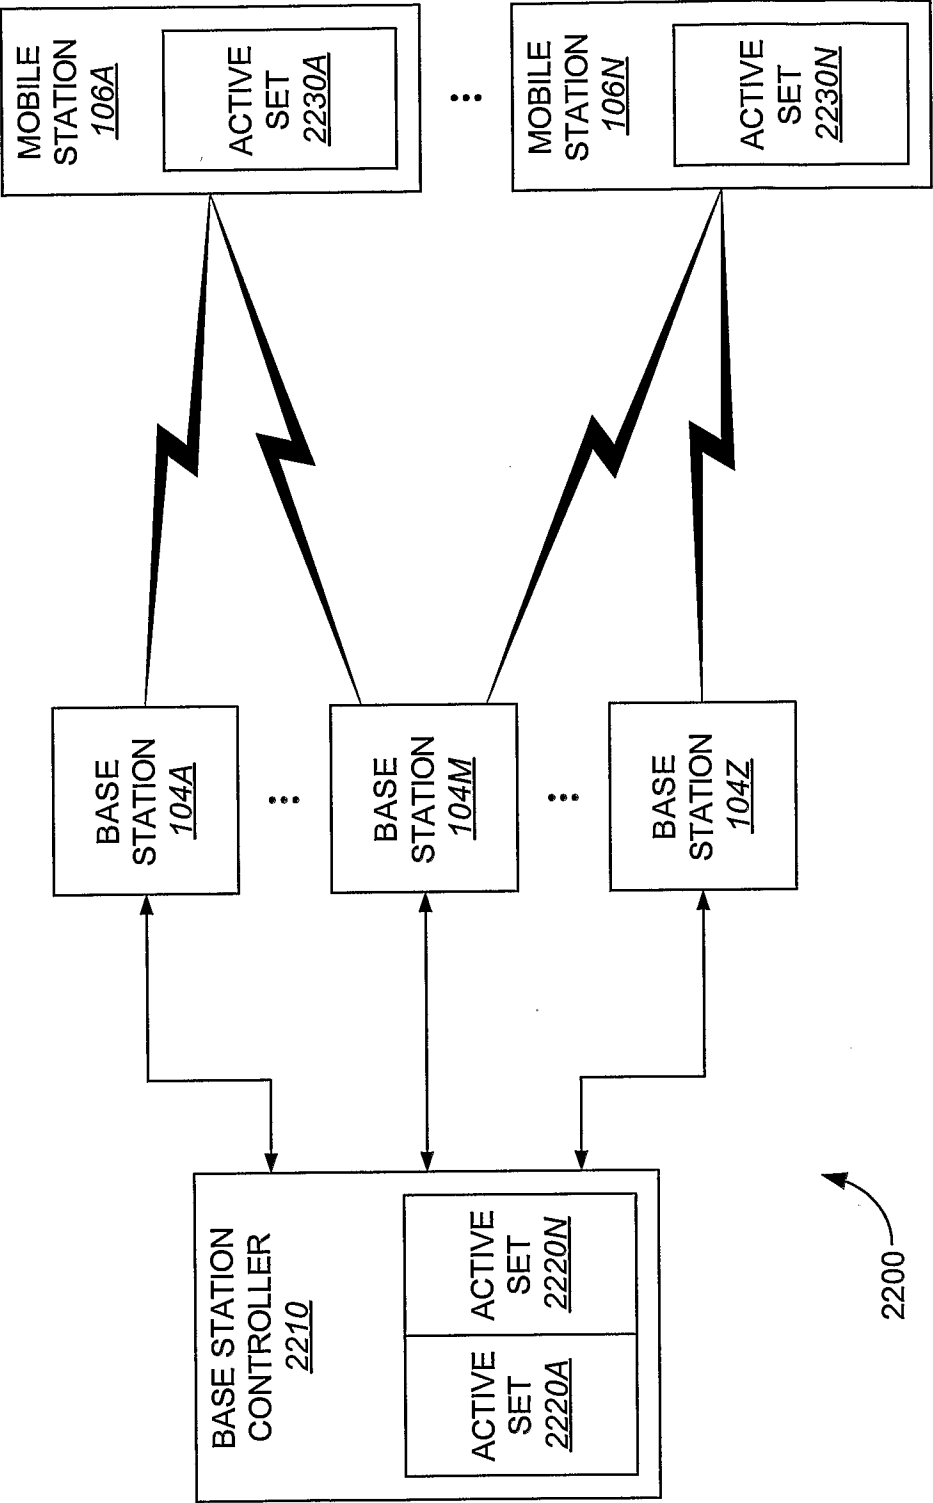 MOBILE
STATION
106A
ACTIVE
SET
2230A
MOBILE
STATION
106N
ACTIVE
SET
2230N
BASE
STATION
104A
BASE
STATION
104M
BASE
STATION
104Z
BASE STATION
CONTROLLER
2210
ACTIVE
SET
2220A
ACTIVE
SET
2220N
2200